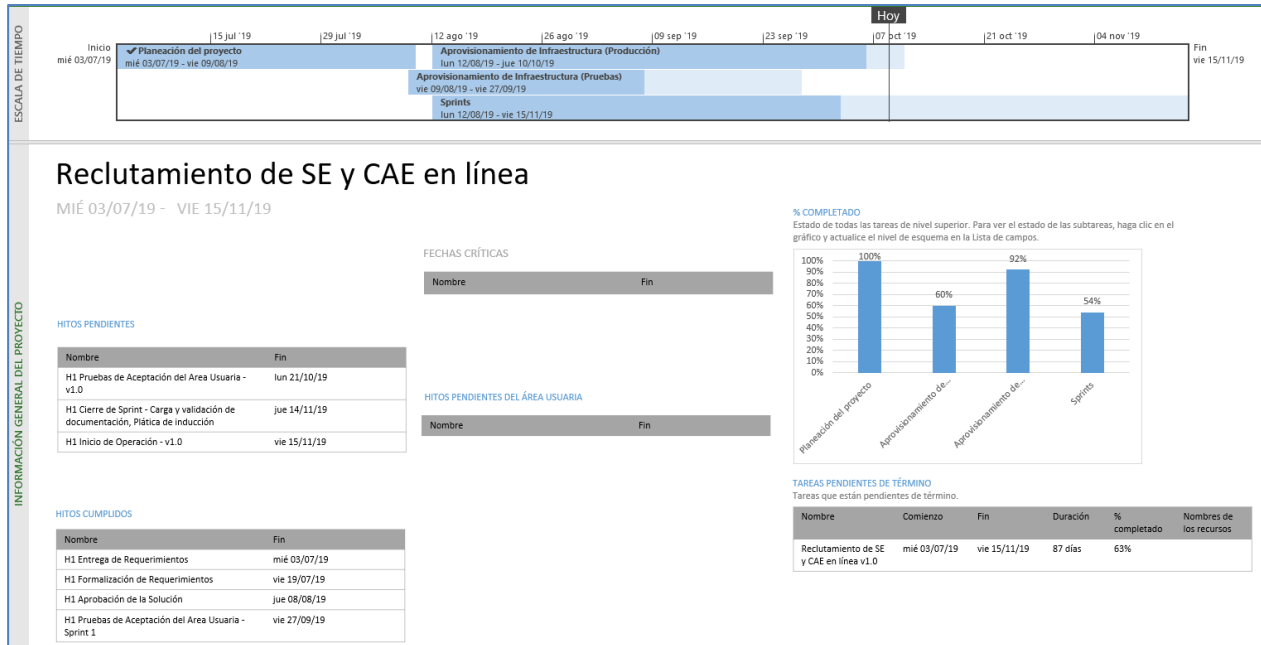 ESCALA DE TIEMPO
Hoy
15 jul '19
29 jul '19
12 ago '19
26 ago '19
09 sep '19
23 sep '19
07 oct '19
21 oct '19
04 nov '19
Inicio
mié 03/07/19
Planeación del proyecto
mié 03/07/19 - vie 09/08/19
Aprovisionamiento de Infraestructura (Producción)
lun 12/08/19 - jue 10/10/19
Aprovisionamiento de Infraestructura (Pruebas)
vie 09/08/19 - vie 27/09/19
Sprints
lun 12/08/19 - vie 15/11/19
Fin
vie 15/11/19
INFORMACIÓN GENERAL DEL PROYECTO
Reclutamiento de SE y CAE en línea
MIÉ 03/07/19 - VIE 15/11/19
HITOS PENDIENTES
Nombre Fin
H1 Pruebas de Aceptación del Area Usuaria - lun 21/10/19
v1.0
H1 Cierre de Sprint - Carga y validación de jue 14/11/19
documentación, Plática de inducción
H1 Inicio de Operación - v1.0 vie 15/11/19
HITOS CUMPLIDOS
Nombre Fin
H1 Entrega de Requerimientos mié 03/07/19
H1 Formalización de Requerimientos vie 19/07/19
H1 Aprobación de la Solución jue 08/08/19
H1 Pruebas de Aceptación del Area Usuaria - vie 27/09/19
Sprint 1
FECHAS CRÍTICAS
Nombre Fin
HITOS PENDIENTES DEL ÁREA USUARIA
Nombre Fin
% COMPLETADO
Estado de todas las tareas de nivel superior. Para ver el estado de las subtareas, haga clic en el
gráfico y actualice el nivel de esquema en la Lista de campos.
100%
90%
80%
70%
60%
50%
40%
30%
20%
10%
0%
100%
60%
92%
54%
Planeación del proyecto
Aprovisionamiento de...
Aprovisionamiento de...
Sprints
TAREAS PENDIENTES DE TÉRMINO
Tareas que están pendientes de término.
Nombre Comienzo Fin Duración % Nombres de
completado los recursos
Reclutamiento de SE mié 03/07/19 vie 15/11/19 87 días 63%
y CAE en línea v1.0